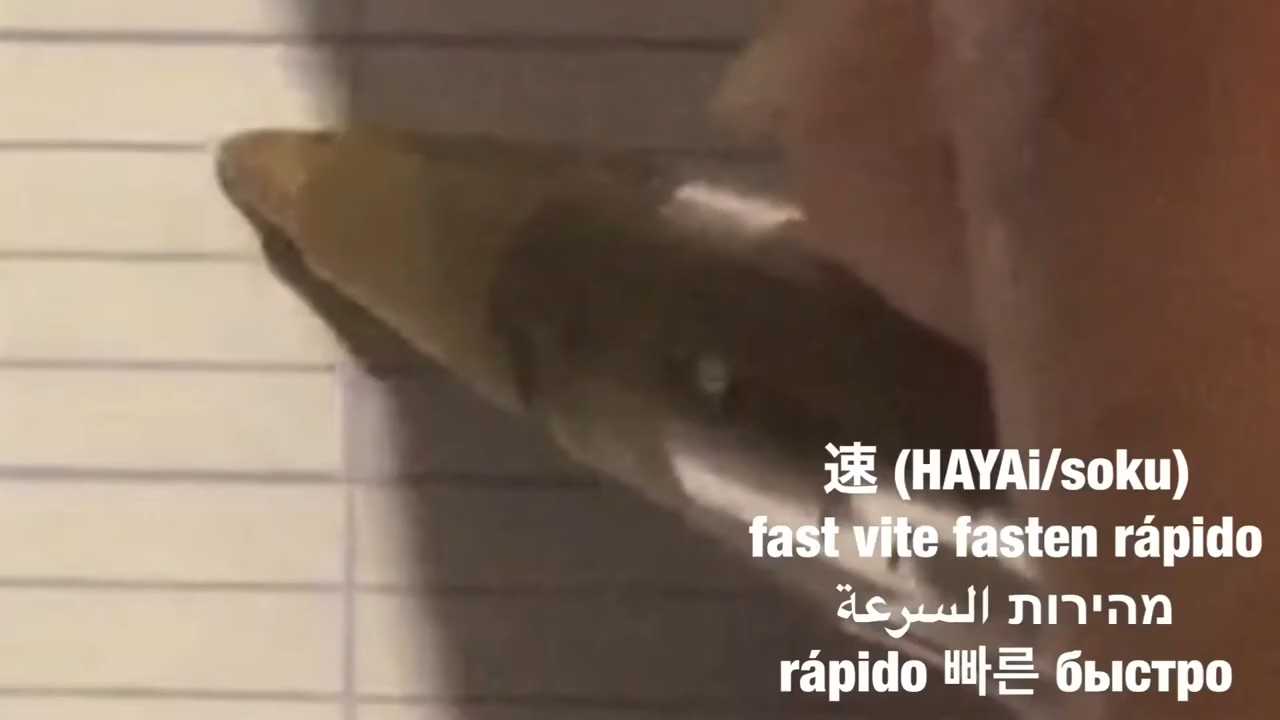 速 (HAYAi/soku)
fast vite fasten rápido
מהירות السرعة
rápido 빠른 быстро